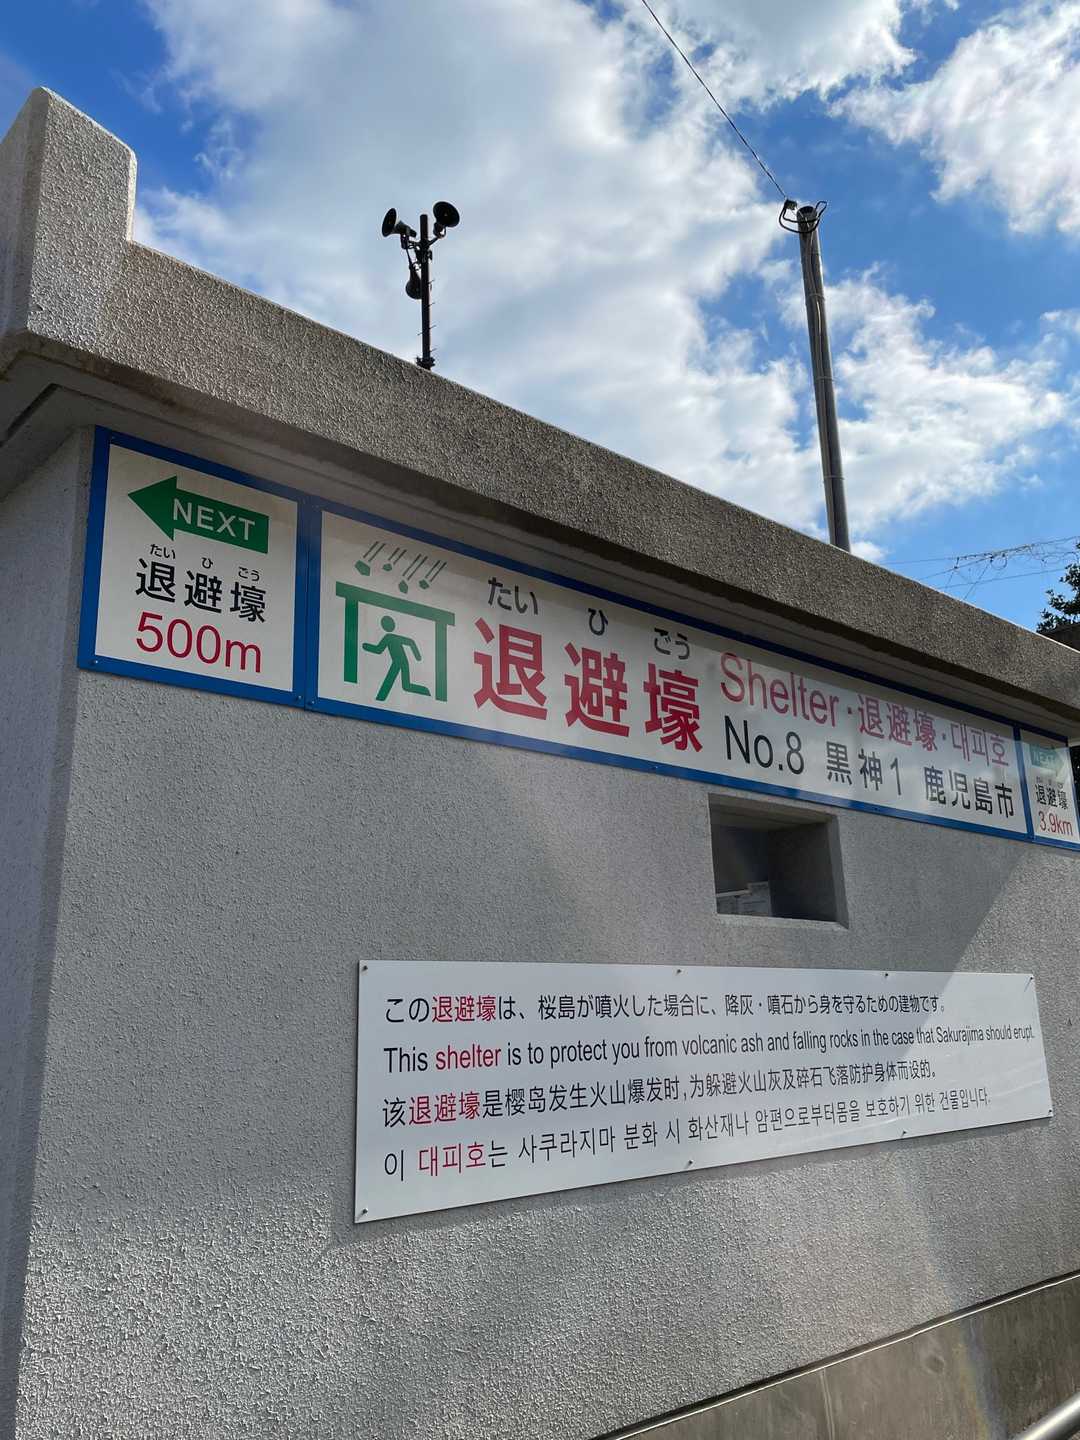 NEXT
たい ひ ごう
退避壕
500m
たい ひ ごう
退避壕
Shelter・退避壕・대피호
No.8 黒神1 鹿児島市
NEXT
たい ひ ごう
退避壕
3.9km
この退避壕は、桜島が噴火した場合に、降灰・噴石から身を守るための建物です。
This shelter is to protect you from volcanic ash and falling rocks in the case that Sakurajima should erupt.
该退避壕是樱岛发生火山爆发时,为躲避火山灰及碎石飞落防护身体而设的。
이 대피호는 사쿠라지마 분화 시 화산재나 암편으로부터몸을 보호하기 위한 건물입니다.